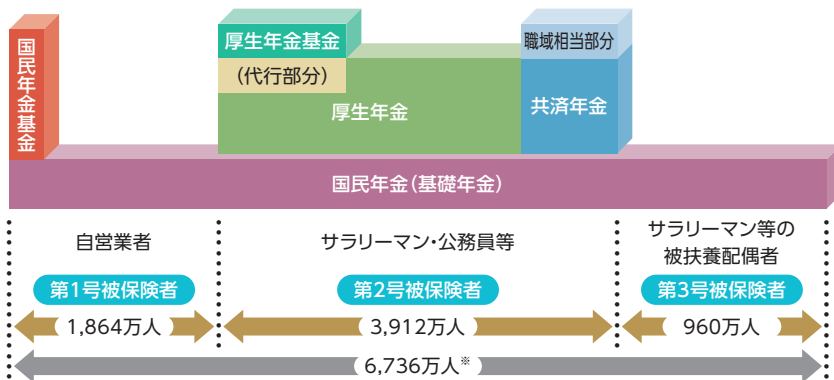 国民年金基金
厚生年金基金
(代行部分)
厚生年金
職域相当部分
共済年金
国民年金(基礎年金)
自営業者
サラリーマン・公務員等
サラリーマン等の
被扶養配偶者
第1号被保険者
第2号被保険者
第3号被保険者
1,864万人
3,912万人
960万人
6,736万人※